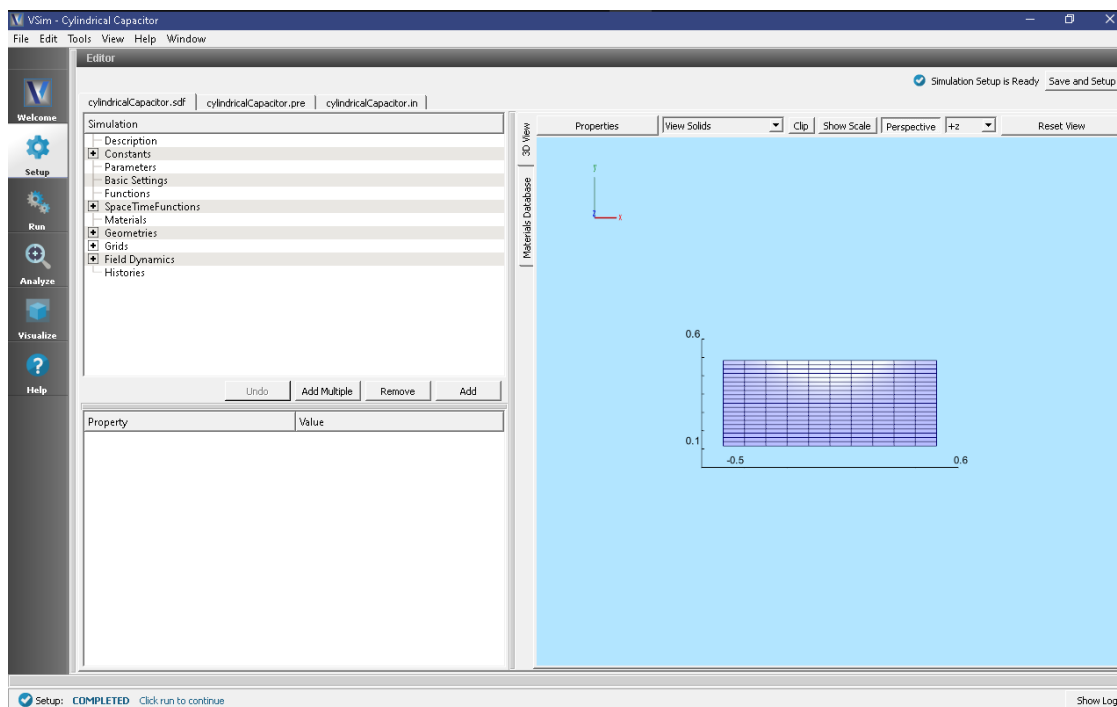 VSim - Cylindrical Capacitor
File Edit Tools View Help Window
Editor
Simulation Setup is Ready Save and Setup
cylindricalCapacitor.sdf cylindricalCapacitor.pre cylindricalCapacitor.in
Welcome
Setup
Run
Analyze
Visualize
Help
Simulation
Description
Constants
Parameters
Basic Settings
Functions
SpaceTimeFunctions
Materials
Geometries
Grids
Field Dynamics
Histories
Undo Add Multiple Remove Add
Property Value
3D View
Materials Database
Properties View Solids Clip Show Scale Perspective +z Reset View
y
z x
0.6
0.1
-0.5 0.6
Setup: COMPLETED Click run to continue Show Log